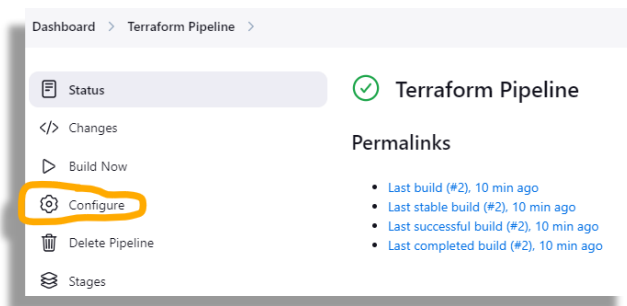 Dashboard > Terraform Pipeline >
Status
Changes
Build Now
Configure
Delete Pipeline
Stages
Terraform Pipeline
Permalinks
Last build (#2), 10 min ago
Last stable build (#2), 10 min ago
Last successful build (#2), 10 min ago
Last completed build (#2), 10 min ago